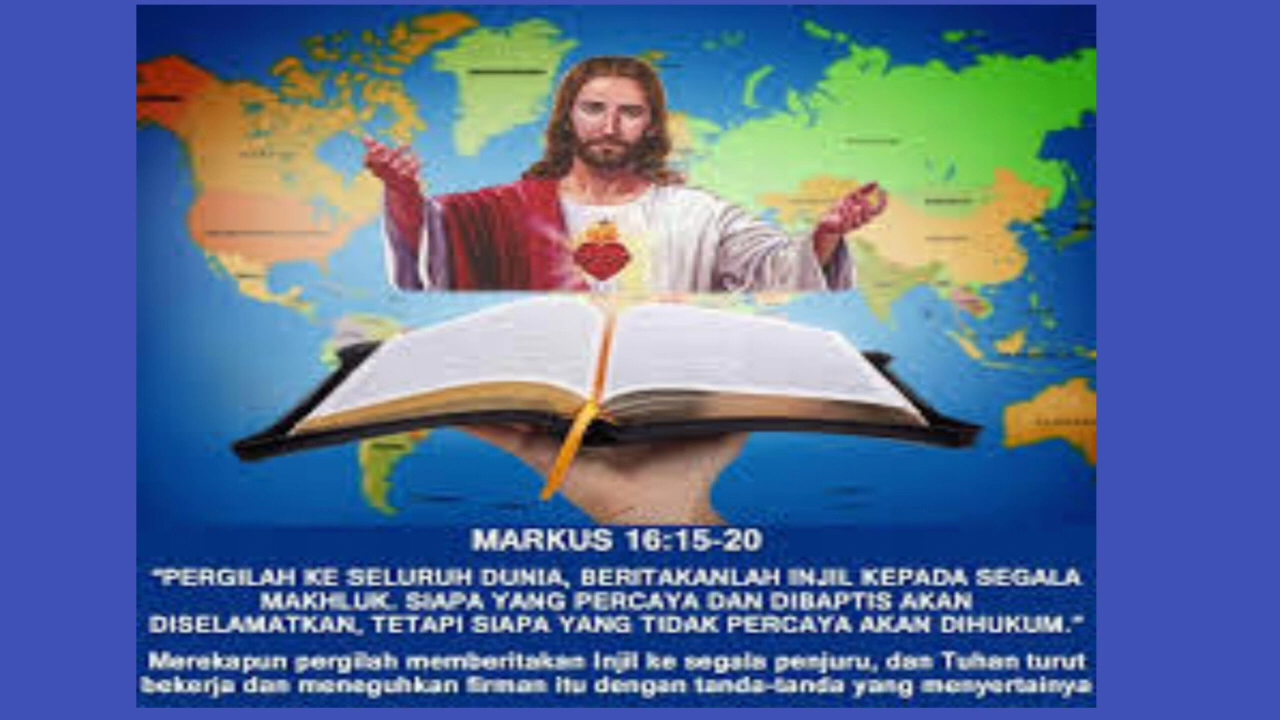 MARKUS 16:15-20
"PERGILAH KE SELURUH DUNIA, BERITAKANLAH INJIL KEPADA SEGALA
MAKHLUK. SIAPA YANG PERCAYA DAN DIBAPTIS AKAN
DISELAMATKAN, TETAPI SIAPA YANG TIDAK PERCAYA AKAN DIHUKUM."
Merekapun pergilah memberitakan Injil ke segala penjuru, dan Tuhan turut
bekerja dan meneguhkan firman itu dengan tanda-tanda yang menyertainya